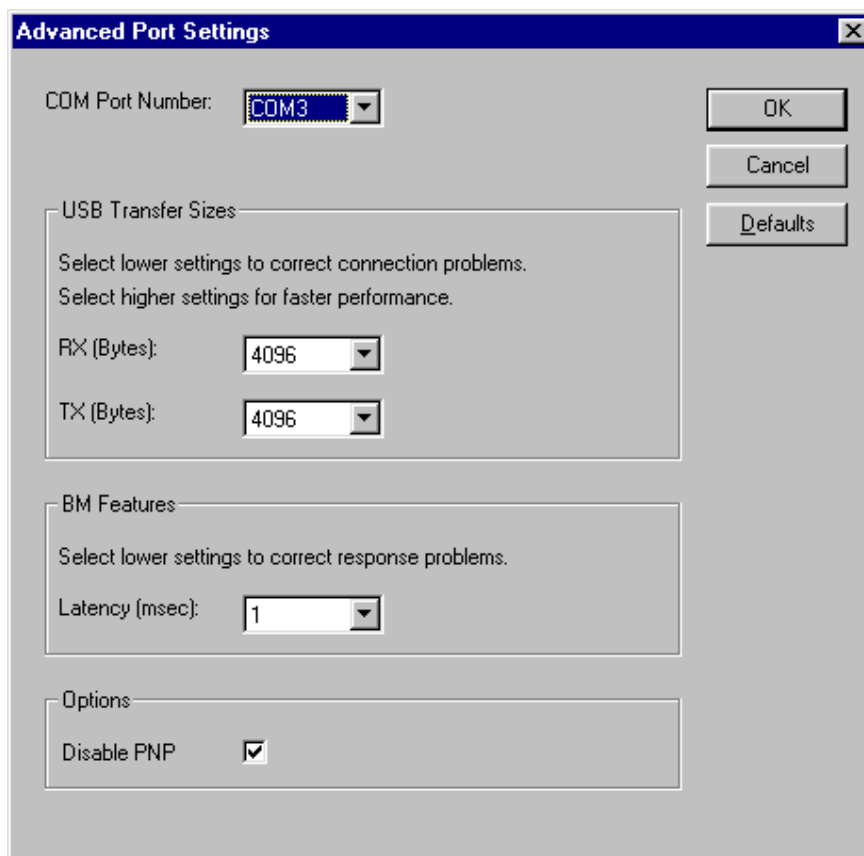 Advanced Port Settings
COM Port Number: COM3
OK
Cancel
Defaults
USB Transfer Sizes
Select lower settings to correct connection problems.
Select higher settings for faster performance.
RX (Bytes): 4096
TX (Bytes): 4096
BM Features
Select lower settings to correct response problems.
Latency (msec): 1
Options
Disable PNP